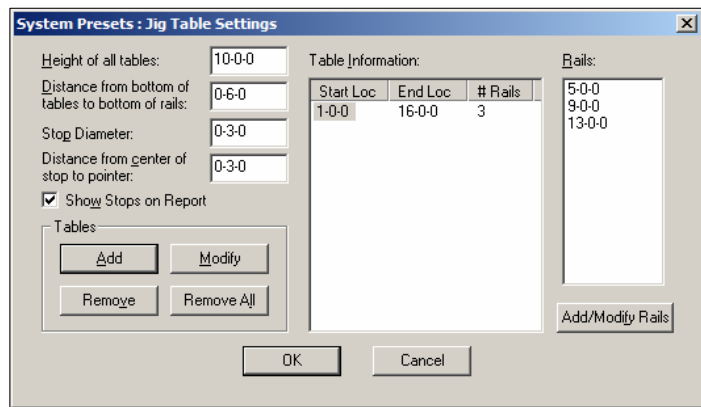 System Presets: Jig Table Settings
Height of all tables:
10-0-0
Distance from bottom of
tables to bottom of rails:
0-6-0
Stop Diameter:
0-3-0
Distance from center of
stop to pointer:
0-3-0
Show Stops on Report
Tables
Add
Modify
Remove
Remove All
Table Information:
Start Loc End Loc # Rails
1-0-0 16-0-0 3
Rails:
5-0-0
9-0-0
13-0-0
Add/Modify Rails
OK
Cancel